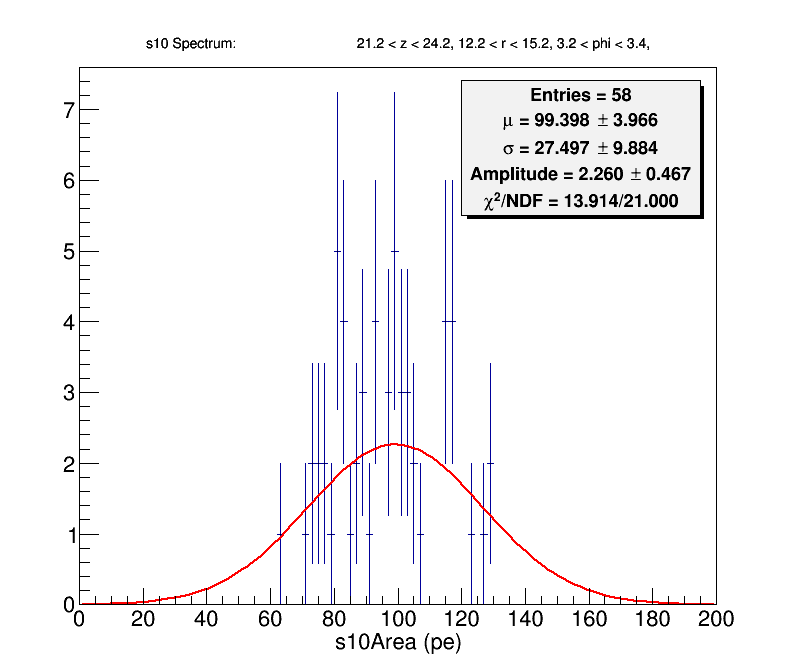 s10 Spectrum: 21.2 < z < 24.2, 12.2 < r < 15.2, 3.2 < phi < 3.4,
Entries = 58
μ = 99.398 ± 3.966
σ = 27.497 ± 9.884
Amplitude = 2.260 ± 0.467
χ²/NDF = 13.914/21.000
7
6
5
4
3
2
1
0
0 20 40 60 80 100 120 140 160 180 200
s10Area (pe)